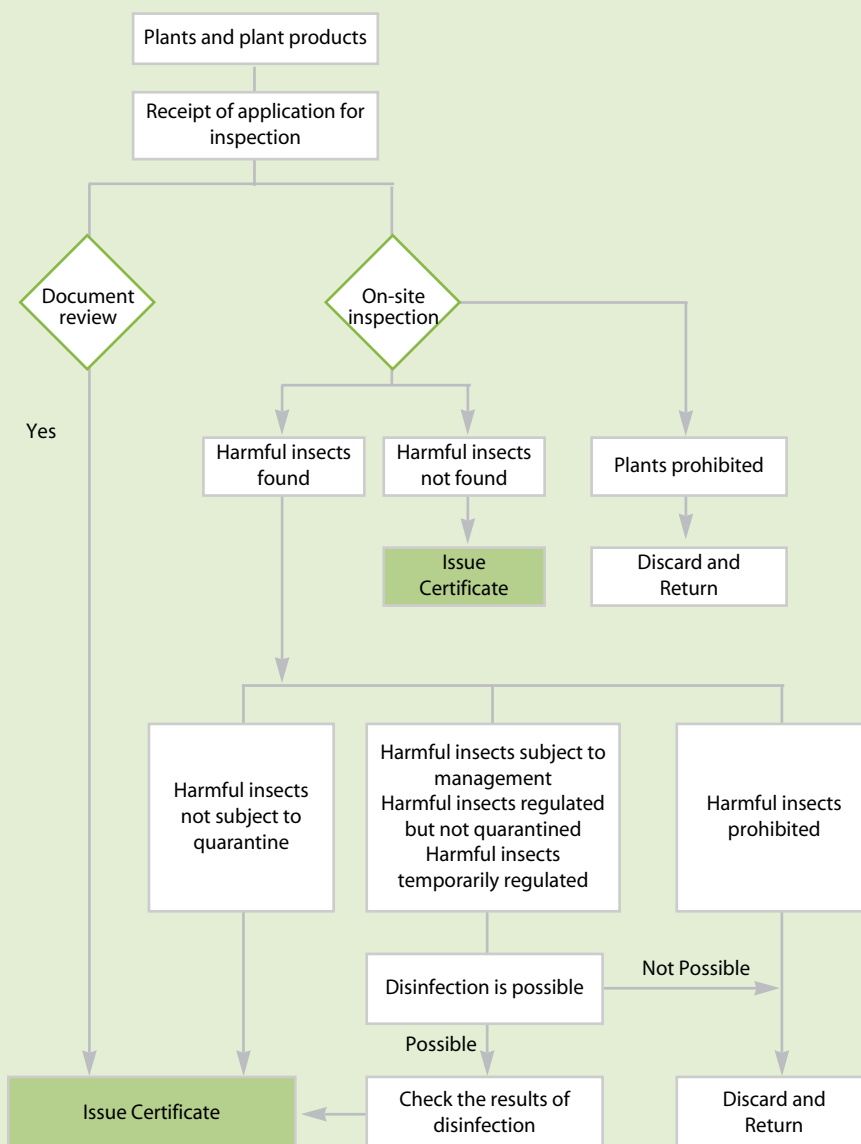 Plants and plant products
Receipt of application for
inspection
Document
review
On-site
inspection
Yes
Harmful insects
found
Harmful insects
not found
Plants prohibited
Issue
Certificate
Discard and
Return
Harmful insects
not subject to
quarantine
Harmful insects subject to
management
Harmful insects regulated
but not quarantined
Harmful insects
temporarily regulated
Harmful insects
prohibited
Disinfection is possible
Not Possible
Possible
Issue Certificate
Check the results of
disinfection
Discard and
Return